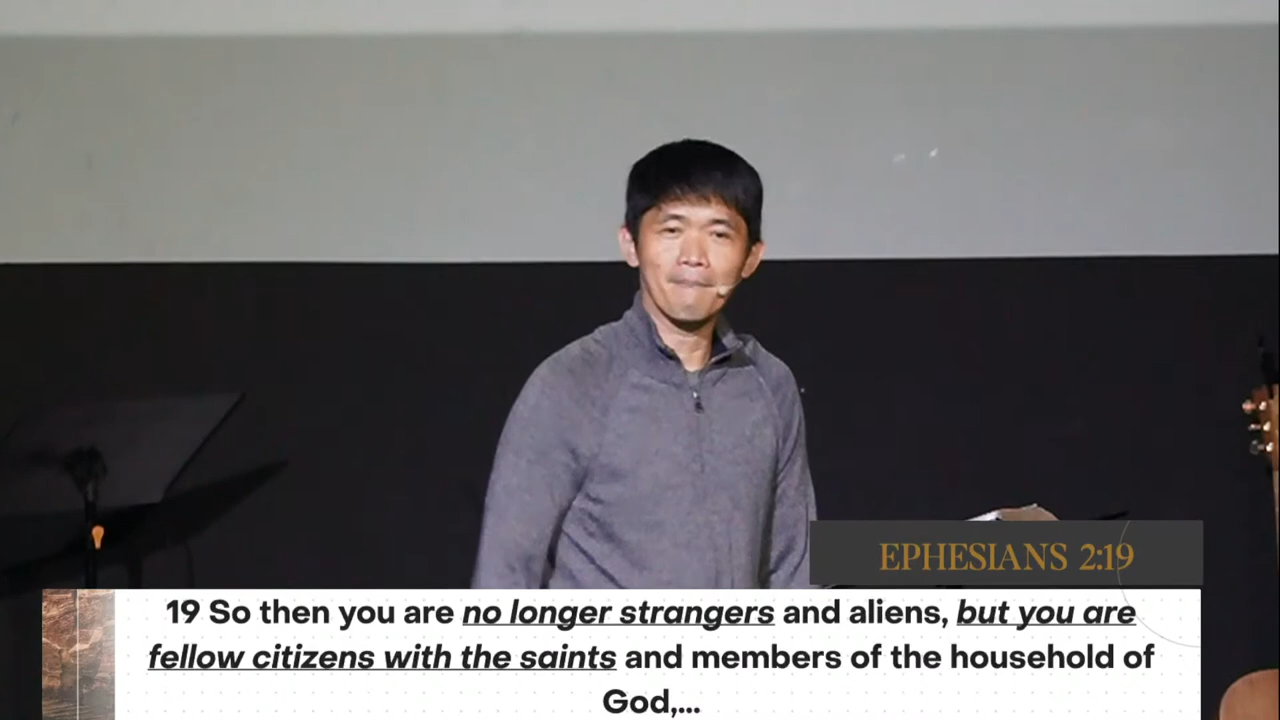 EPHESIANS 2:19
19 So then you are no longer strangers and aliens, but you are
fellow citizens with the saints and members of the household of
God,...